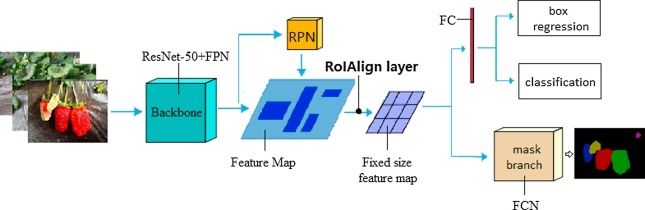 ResNet-50+FPN
Backbone
RPN
RoIAlign layer
Feature Map
Fixed size
feature map
FC
box
regression
classification
mask
branch
FCN